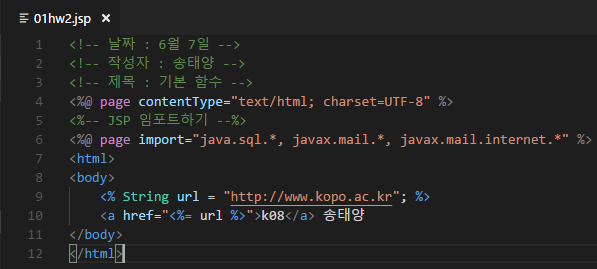 01hw2.jsp ×
1 <!-- 날짜 : 6월 7일 -->
2 <!-- 작성자 : 송태양 -->
3 <!-- 제목 : 기본 함수 -->
4 <%@ page contentType="text/html; charset=UTF-8" %>
5 <%-- JSP 임포트하기 --%>
6 <%@ page import="java.sql.*, javax.mail.*, javax.mail.internet.*" %>
7 <html>
8 <body>
9 <% String url = "http://www.kopo.ac.kr"; %>
10 <a href="<%= url %>">k08</a> 송태양
11 </body>
12 </html>